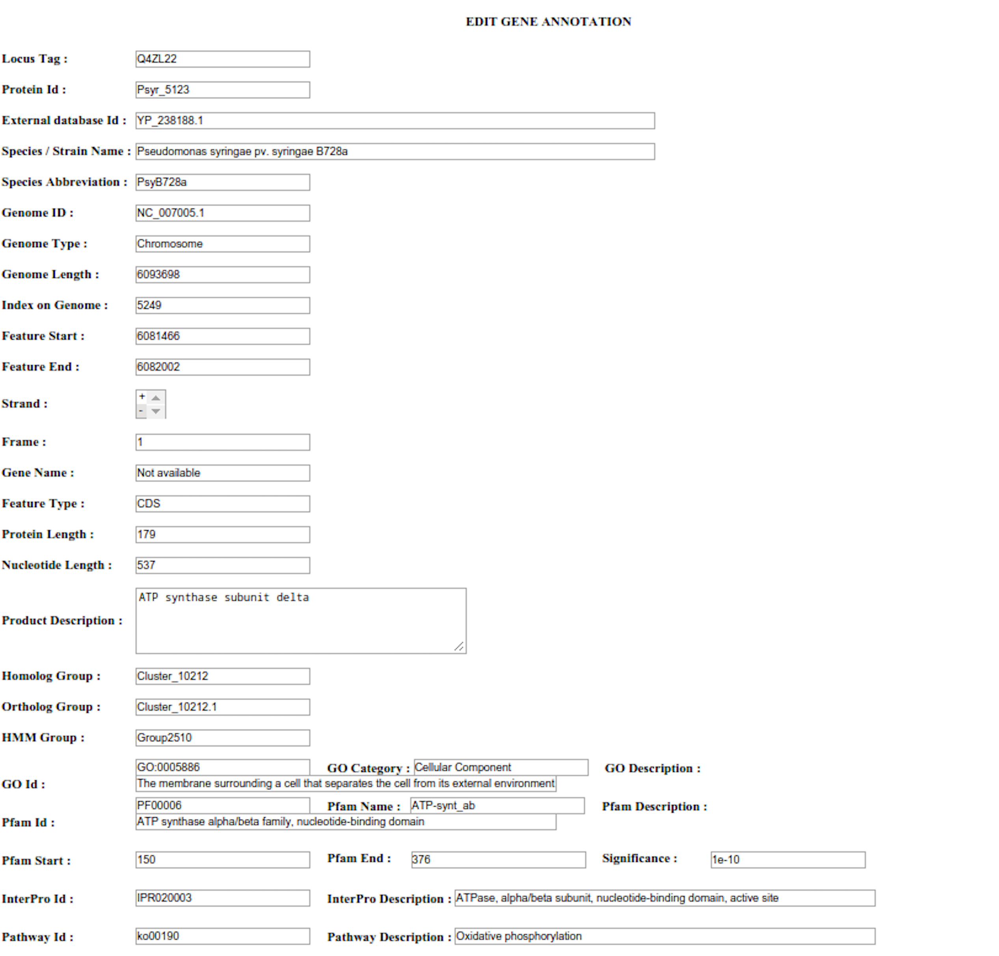 EDIT GENE ANNOTATION
Locus Tag : Q4ZL22
Protein Id : Psyr_5123
External database Id : YP_238188.1
Species / Strain Name : Pseudomonas syringae pv. syringae B728a
Species Abbreviation : PsyB728a
Genome ID : NC_007005.1
Genome Type : Chromosome
Genome Length : 6093698
Index on Genome : 5249
Feature Start : 6081466
Feature End : 6082002
Strand : + -
Frame : 1
Gene Name : Not available
Feature Type : CDS
Protein Length : 179
Nucleotide Length : 537
Product Description : ATP synthase subunit delta
Homolog Group : Cluster_10212
Ortholog Group : Cluster_10212.1
HMM Group : Group2510
GO Id : GO:0005886 GO Category : Cellular Component GO Description :
The membrane surrounding a cell that separates the cell from its external environment
Pfam Id : PF00006 Pfam Name : ATP-synt_ab Pfam Description :
ATP synthase alpha/beta family, nucleotide-binding domain
Pfam Start : 150 Pfam End : 376 Significance : 1e-10
InterPro Id : IPR020003 InterPro Description : ATPase, alpha/beta subunit, nucleotide-binding domain, active site
Pathway Id : ko00190 Pathway Description : Oxidative phosphorylation